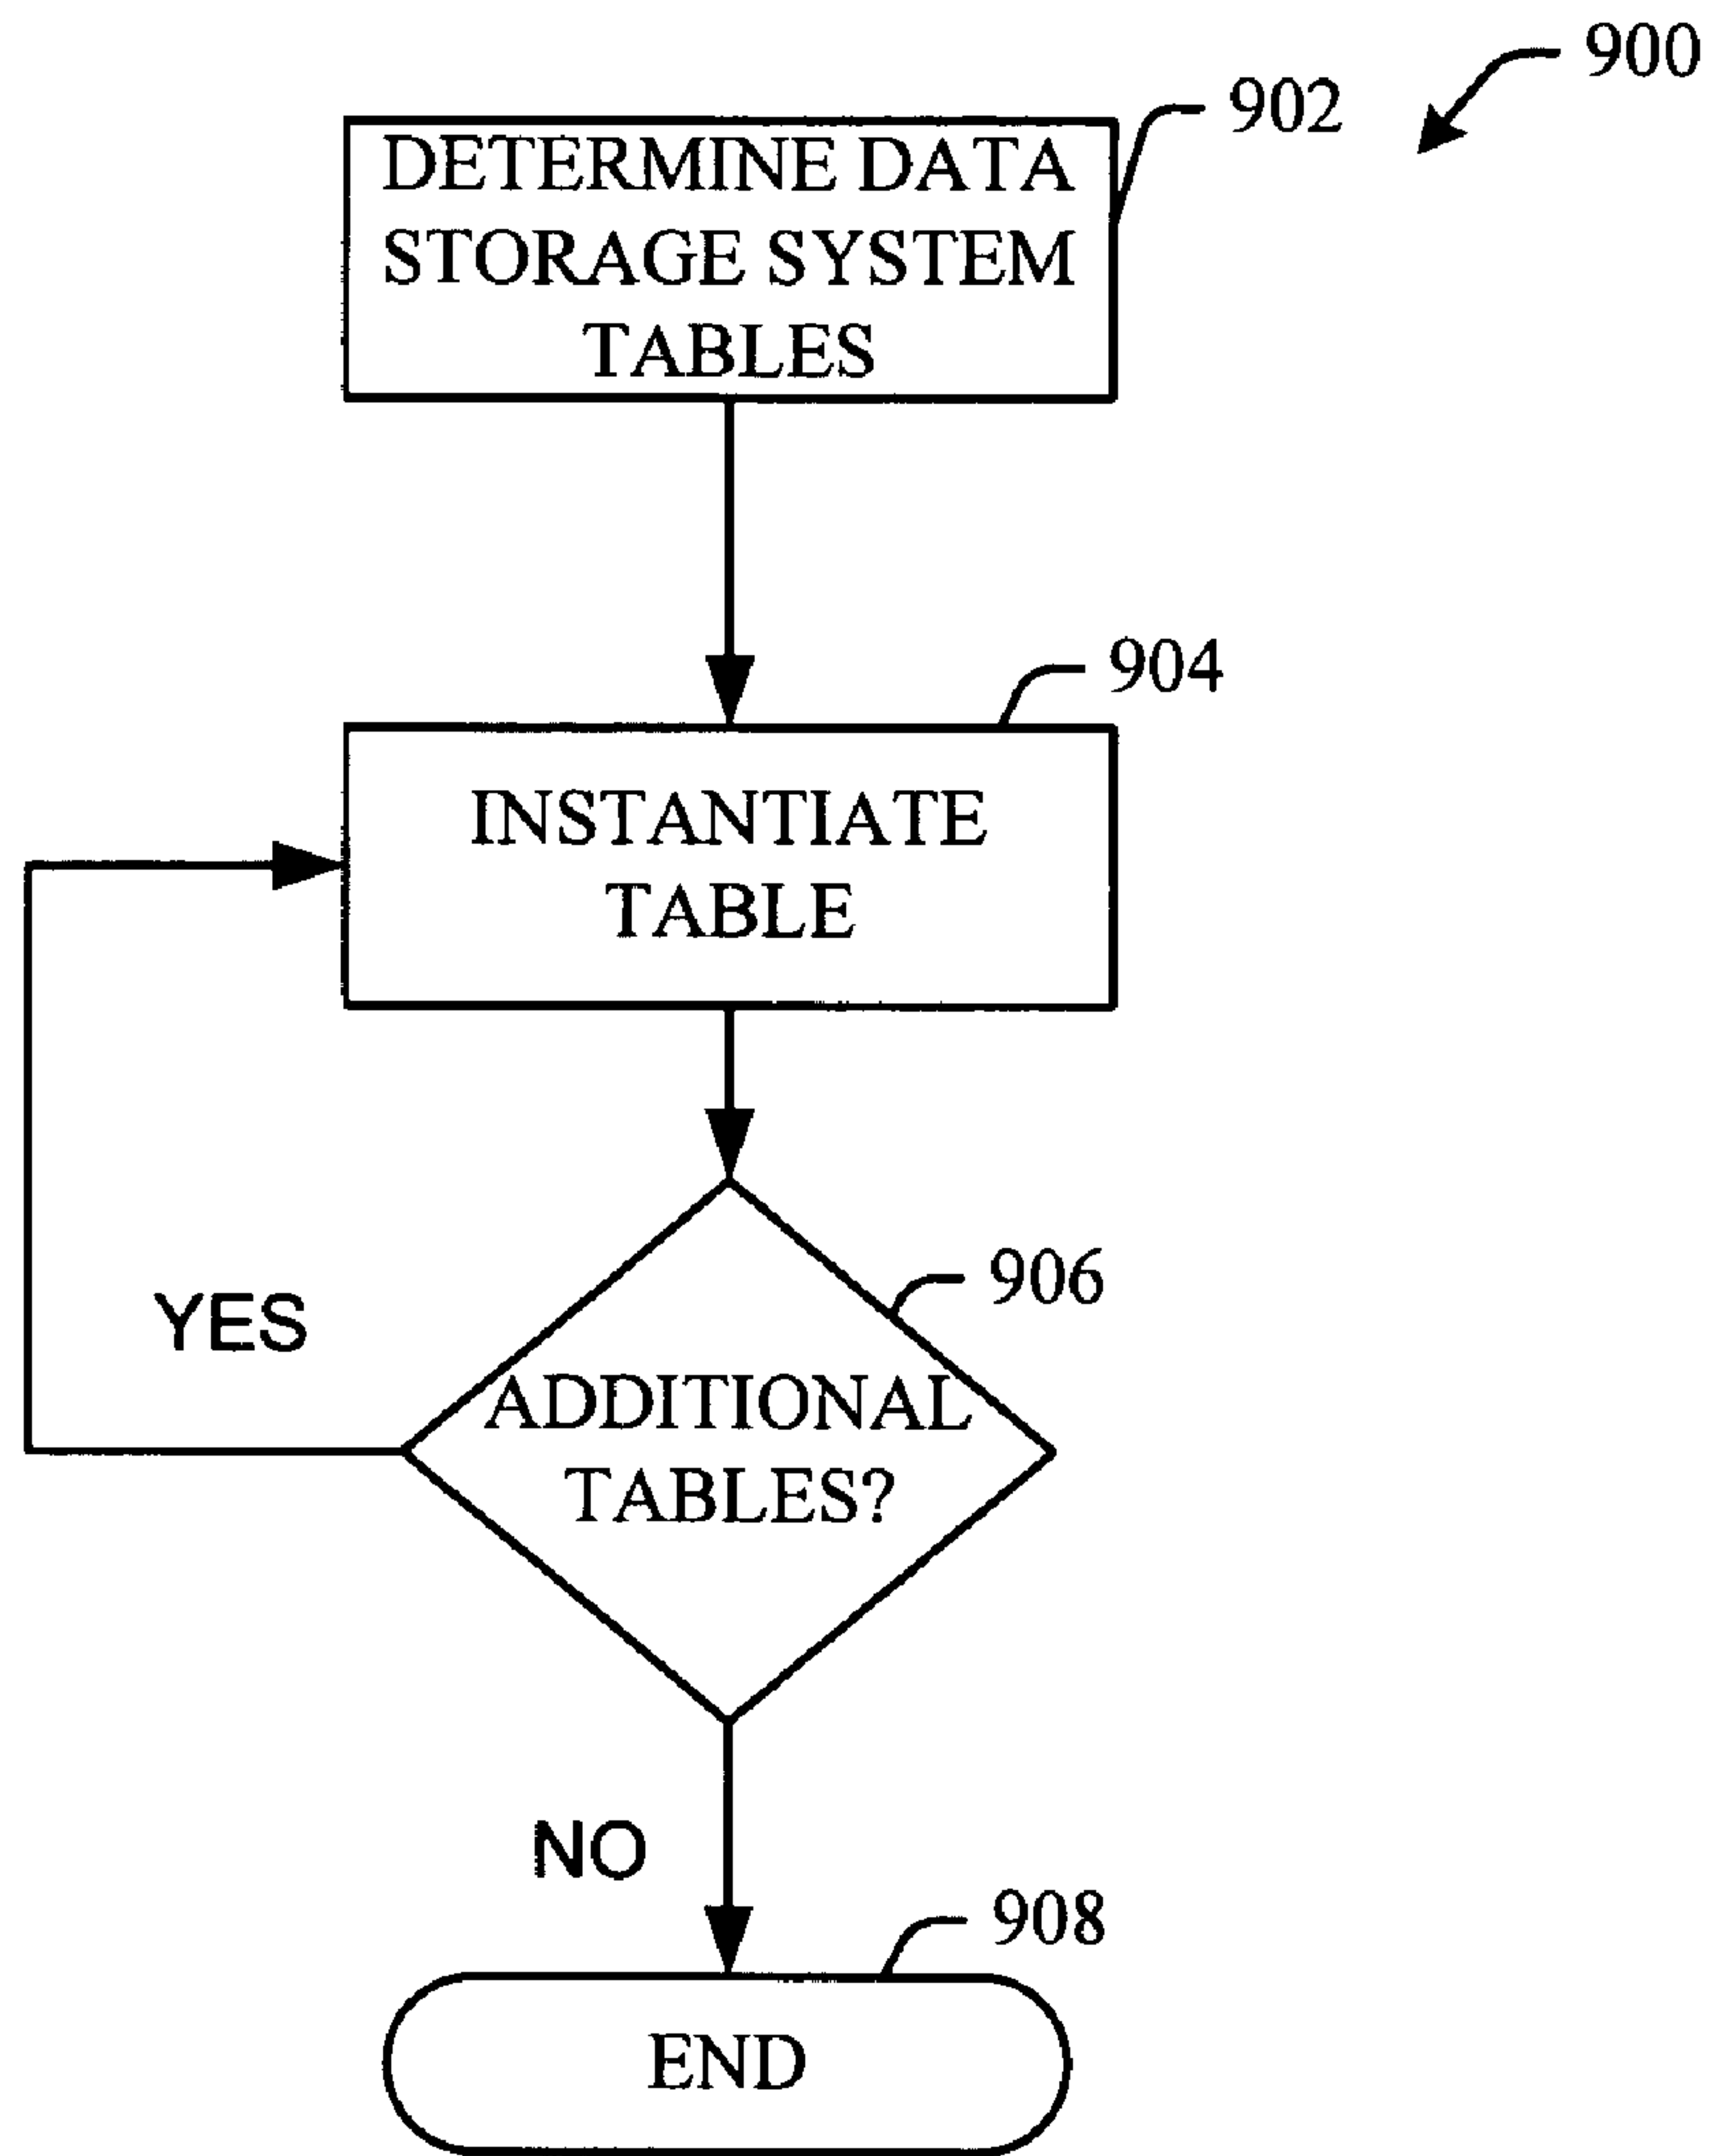 900
902
DETERMINE DATA
STORAGE SYSTEM
TABLES
904
INSTANTIATE
TABLE
906
YES
ADDITIONAL
TABLES?
NO
908
END